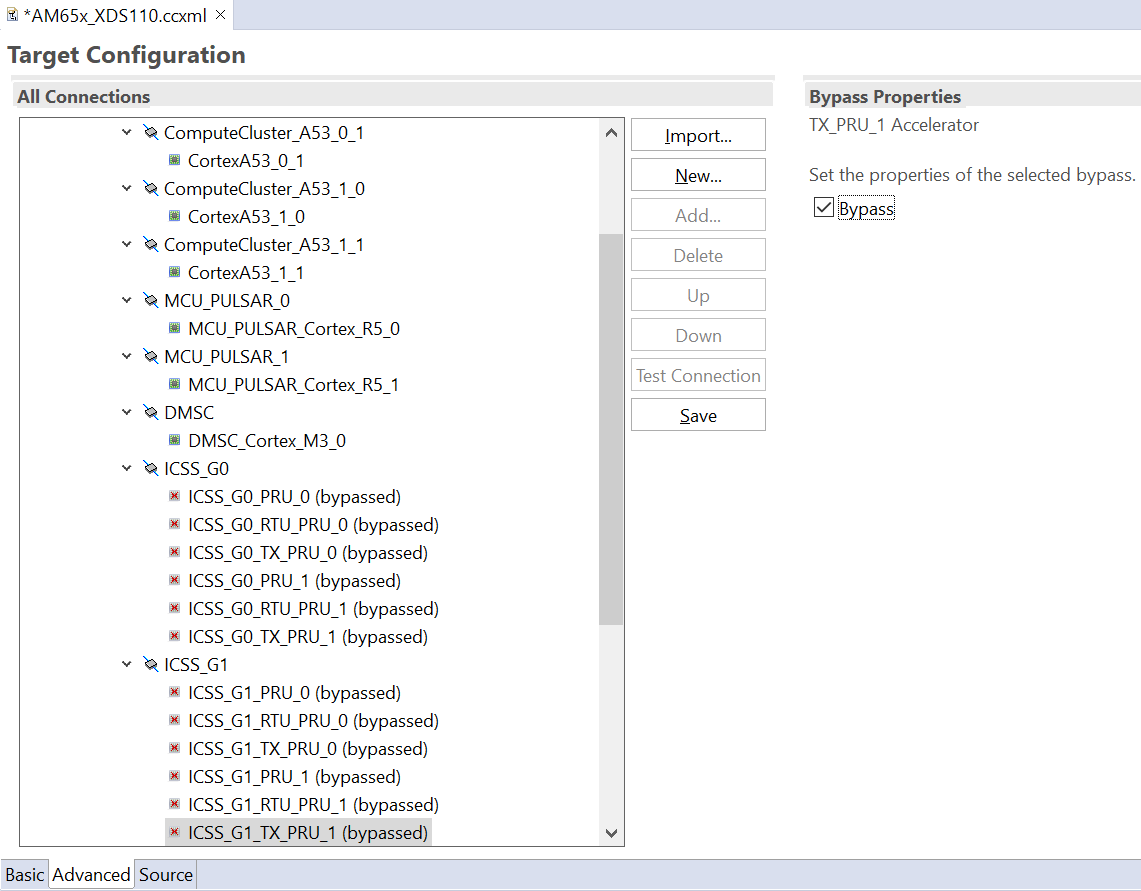 *AM65x_XDS110.ccxml
Target Configuration
All Connections
ComputeCluster_A53_0_1
CortexA53_0_1
ComputeCluster_A53_1_0
CortexA53_1_0
ComputeCluster_A53_1_1
CortexA53_1_1
MCU_PULSAR_0
MCU_PULSAR_Cortex_R5_0
MCU_PULSAR_1
MCU_PULSAR_Cortex_R5_1
DMSC
DMSC_Cortex_M3_0
ICSS_G0
ICSS_G0_PRU_0 (bypassed)
ICSS_G0_RTU_PRU_0 (bypassed)
ICSS_G0_TX_PRU_0 (bypassed)
ICSS_G0_PRU_1 (bypassed)
ICSS_G0_RTU_PRU_1 (bypassed)
ICSS_G0_TX_PRU_1 (bypassed)
ICSS_G1
ICSS_G1_PRU_0 (bypassed)
ICSS_G1_RTU_PRU_0 (bypassed)
ICSS_G1_TX_PRU_0 (bypassed)
ICSS_G1_PRU_1 (bypassed)
ICSS_G1_RTU_PRU_1 (bypassed)
ICSS_G1_TX_PRU_1 (bypassed)
Import...
New...
Add...
Delete
Up
Down
Test Connection
Save
Bypass Properties
TX_PRU_1 Accelerator
Set the properties of the selected bypass.
Bypass
Basic
Advanced
Source